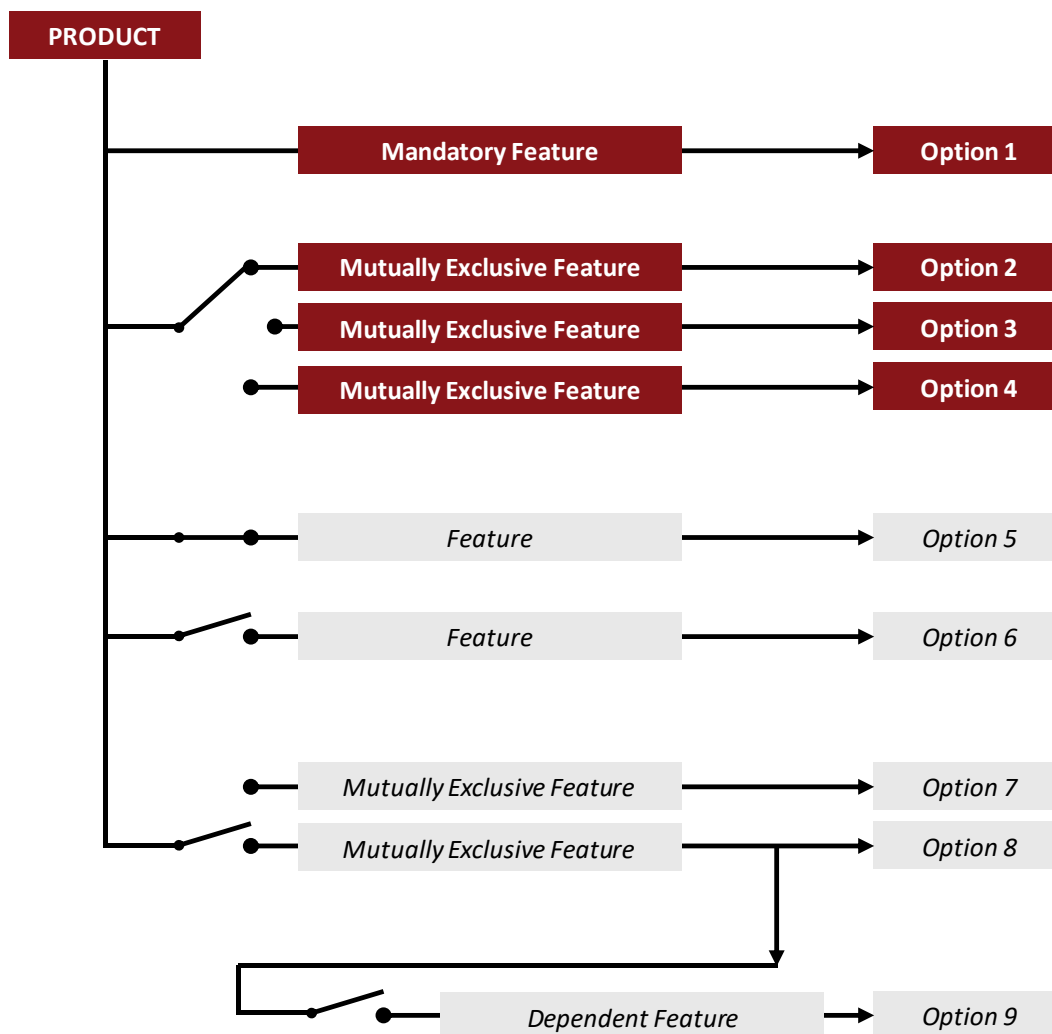 PRODUCT
Mandatory Feature
Option 1
Mutually Exclusive Feature
Option 2
Mutually Exclusive Feature
Option 3
Mutually Exclusive Feature
Option 4
Feature
Option 5
Feature
Option 6
Mutually Exclusive Feature
Option 7
Mutually Exclusive Feature
Option 8
Dependent Feature
Option 9